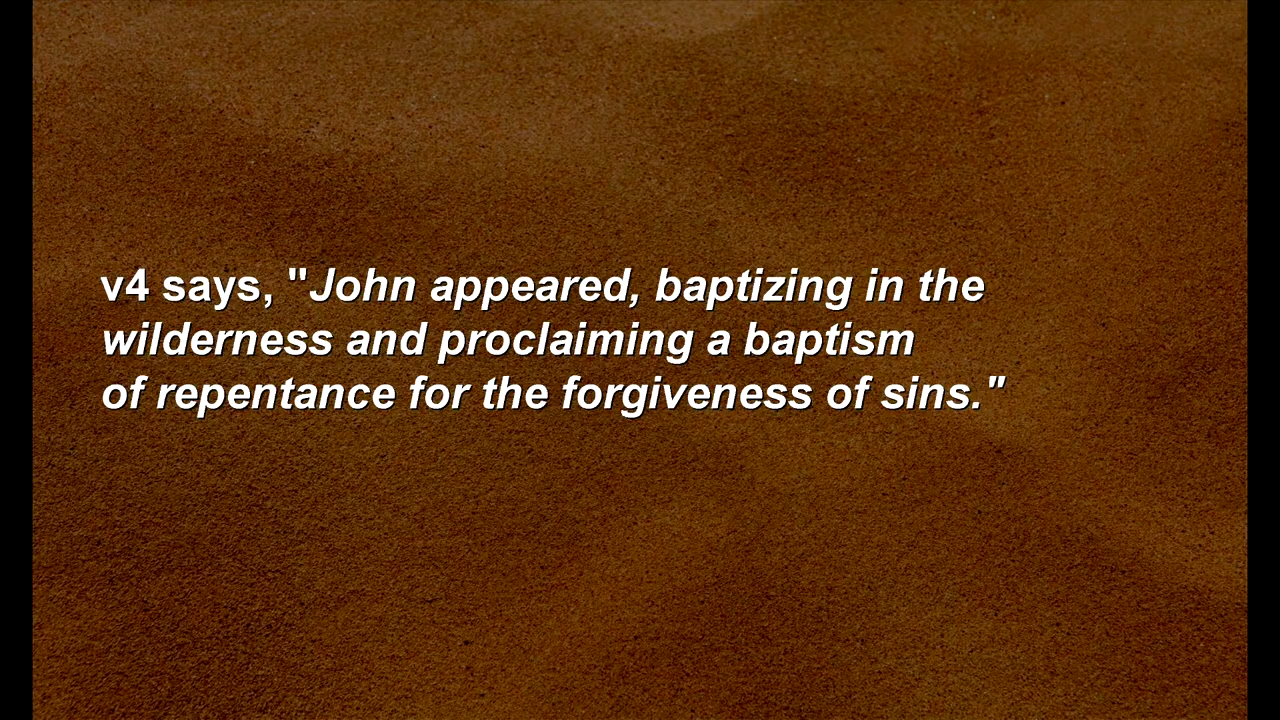 v4 says, "John appeared, baptizing in the
wilderness and proclaiming a baptism
of repentance for the forgiveness of sins."